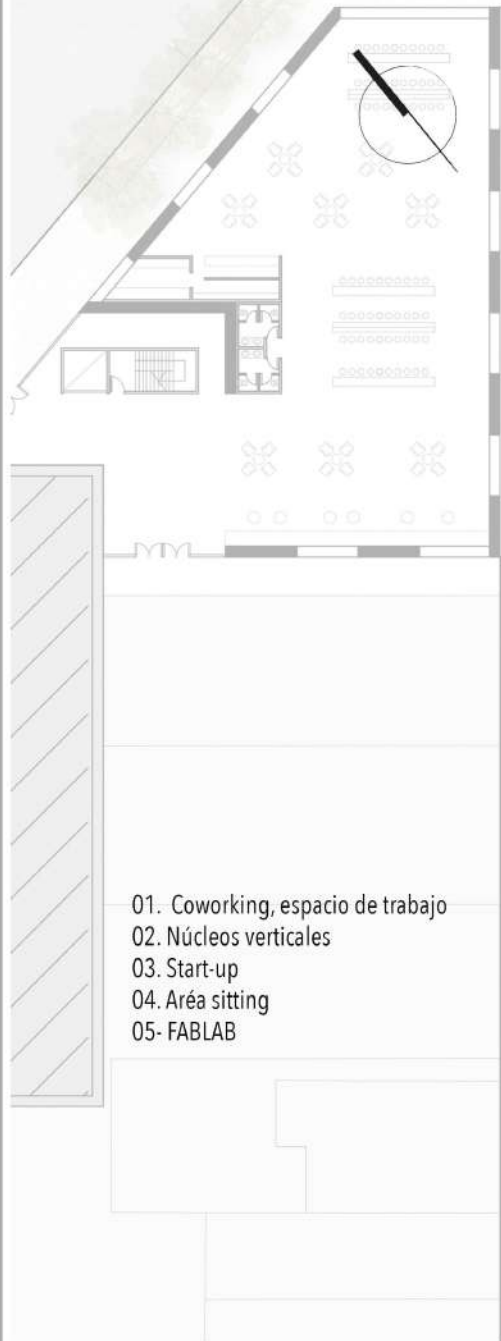 01. Coworking, espacio de trabajo
02. Núcleos verticales
03. Start-up
04. Aréa sitting
05- FABLAB